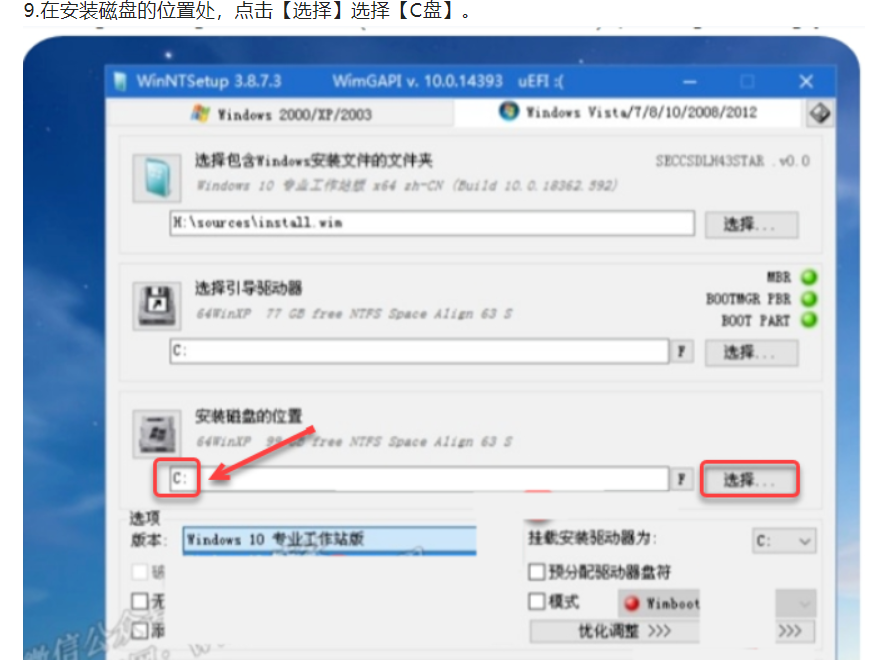 9.在安装磁盘的位置处，点击【选择】选择【C盘】。
WinNTSetup 3.8.7.3 WimGAPI v. 10.0.14393 uEFI :(
Windows 2000/XP/2003 Windows Vista/7/8/10/2008/2012
选择包含Windows安装文件的文件夹 SECCSDLH43STAR .v0.0
Windows 10 专业工作站版 x64 zh-CN (Build 10.0.18362.592)
H:\sources\install.wim 选择...
选择引导驱动器 MBR
64WinXP 77 GB free NTFS Space Align 63 S BOOTMGR PBR
BOOT PART
C: F 选择...
安装磁盘的位置
64WinXP GB free NTFS Space Align 63 S
C: F 选择...
选项
版本: Windows 10 专业工作站版 挂载安装驱动器为: C:
预分配驱动器盘符
无 模式 Wimboot
添 优化调整 >>> >>>
微信公众